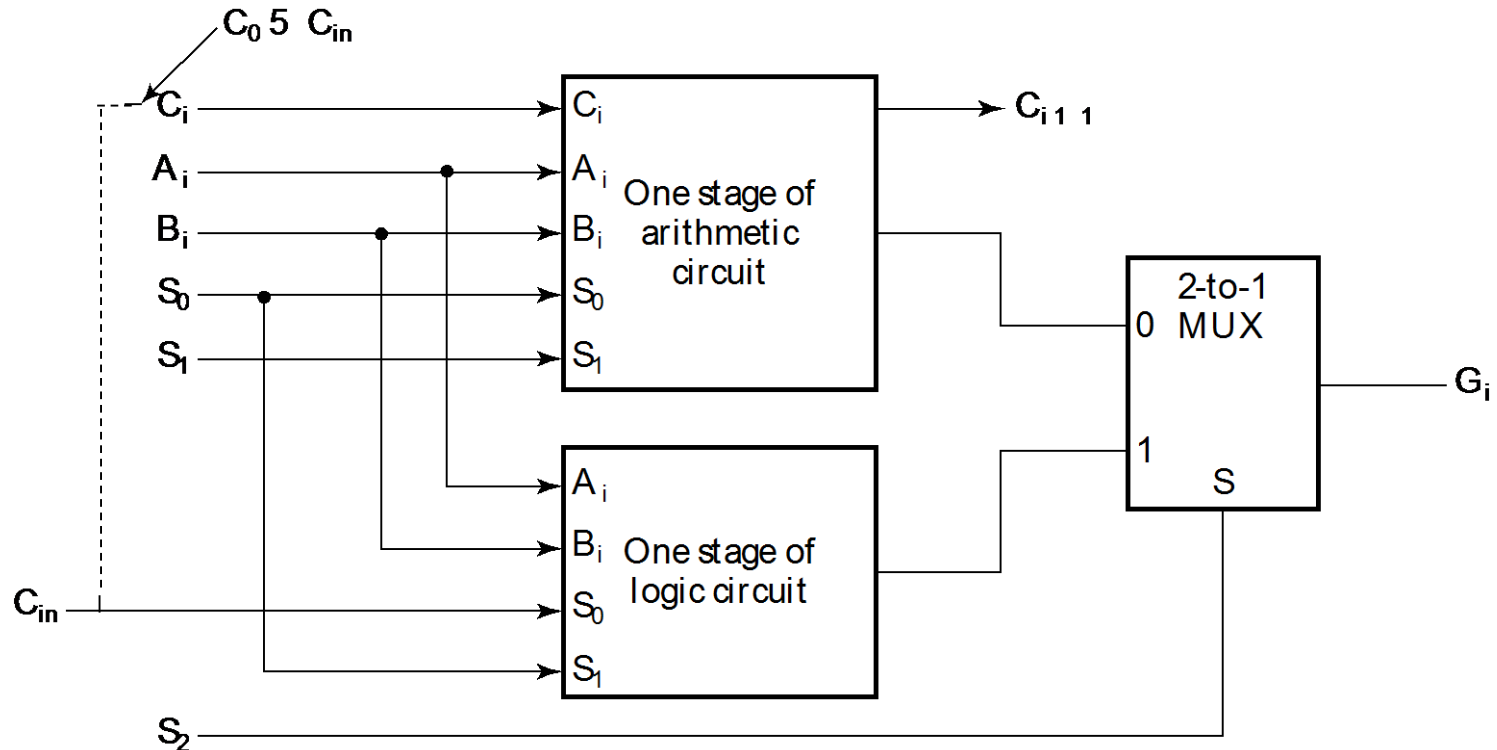 C0 5 Cin
Ci
Ai
Bi
S0
S1
Ci
Ai
Bi
S0
S1
One stage of
arithmetic
circuit
Ci 1 1
2-to-1
MUX
0
1
S
Gi
Ai
Bi
S0
S1
One stage of
logic circuit
Cin
S2